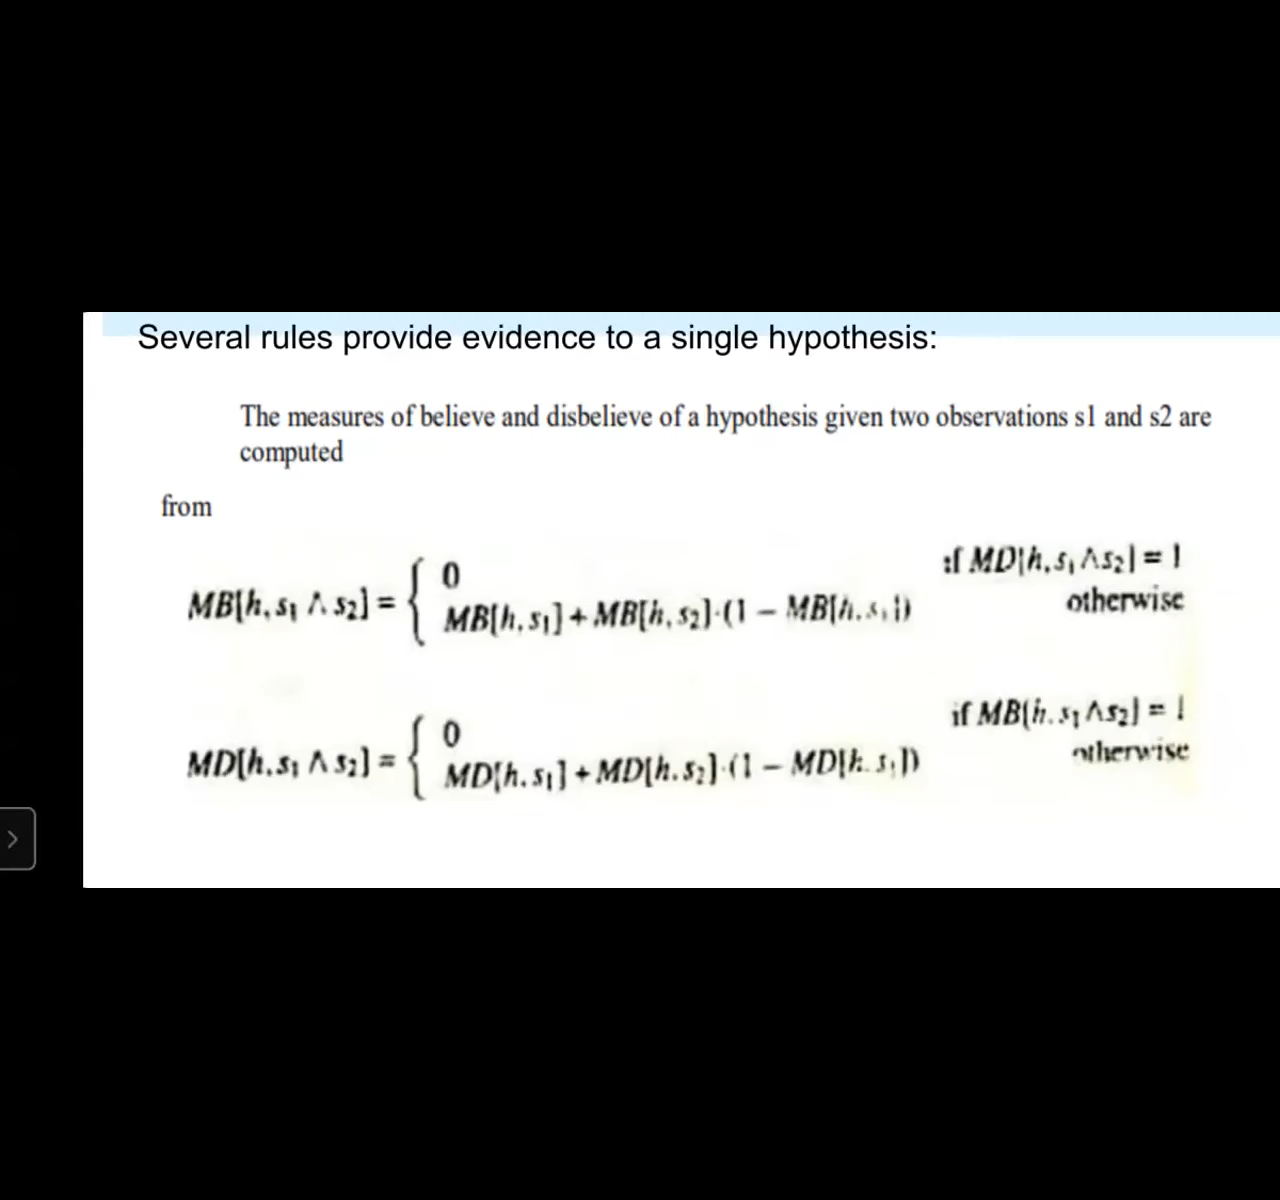 Several rules provide evidence to a single hypothesis:
The measures of believe and disbelieve of a hypothesis given two observations s1 and s2 are
computed
from
MB[h, s₁ ∧ s₂] = { 0 if MD[h, s₁ ∧ s₂] = 1
MB[h, s₁] + MB[h, s₂] · (1 − MB[h, s₁]) otherwise
MD[h, s₁ ∧ s₂] = { 0 if MB[h, s₁ ∧ s₂] = 1
MD[h, s₁] + MD[h, s₂] · (1 − MD[h, s₁]) otherwise